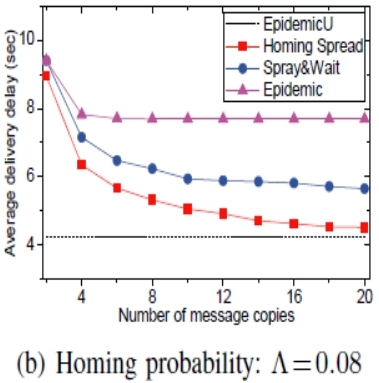 EpidemicU
Homing Spread
Spray&Wait
Epidemic
Average delivery delay (sec)
10
8
6
4
4 8 12 16 20
Number of message copies
(b) Homing probability: Λ=0.08